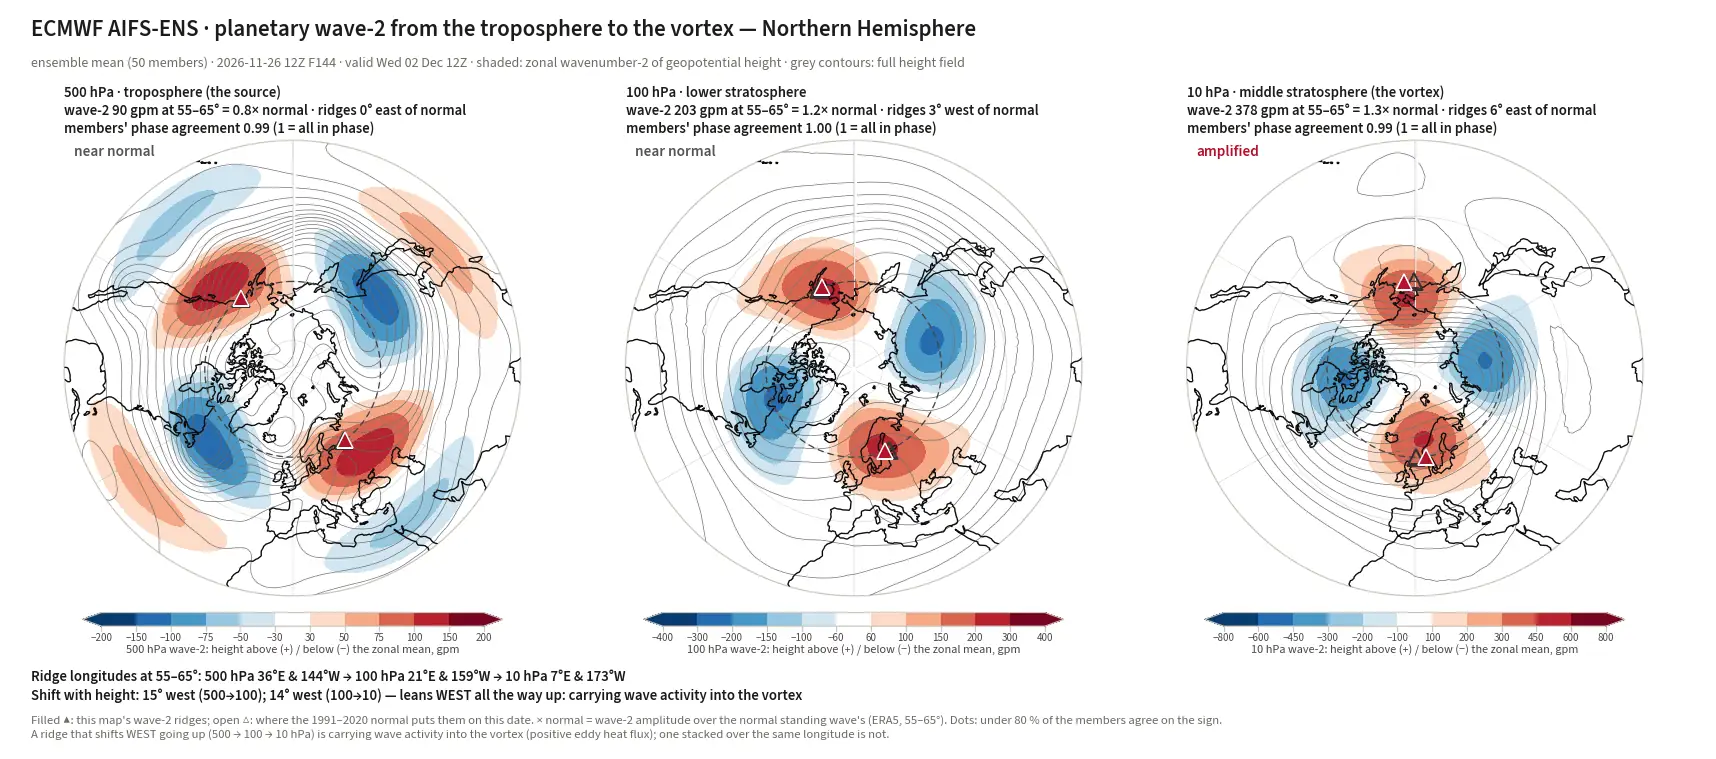 ECMWF AIFS-ENS · planetary wave-2 from the troposphere to the vortex — Northern Hemisphere
ensemble mean (50 members) · 2026-11-26 12Z F144 · valid Wed 02 Dec 12Z · shaded: zonal wavenumber-2 of geopotential height · grey contours: full height field
500 hPa · troposphere (the source)
wave-2 90 gpm at 55–65° = 0.8× normal · ridges 0° east of normal
members' phase agreement 0.99 (1 = all in phase)
near normal
100 hPa · lower stratosphere
wave-2 203 gpm at 55–65° = 1.2× normal · ridges 3° west of normal
members' phase agreement 1.00 (1 = all in phase)
near normal
10 hPa · middle stratosphere (the vortex)
wave-2 378 gpm at 55–65° = 1.3× normal · ridges 6° east of normal
members' phase agreement 0.99 (1 = all in phase)
amplified
−200 −150 −100 −75 −50 −30 30 50 75 100 150 200
500 hPa wave-2: height above (+) / below (−) the zonal mean, gpm
−400 −300 −200 −150 −100 −60 60 100 150 200 300 400
100 hPa wave-2: height above (+) / below (−) the zonal mean, gpm
−800 −600 −450 −300 −200 −100 100 200 300 450 600 800
10 hPa wave-2: height above (+) / below (−) the zonal mean, gpm
Ridge longitudes at 55–65°: 500 hPa 36°E & 144°W → 100 hPa 21°E & 159°W → 10 hPa 7°E & 173°W
Shift with height: 15° west (500→100); 14° west (100→10) — leans WEST all the way up: carrying wave activity into the vortex
Filled ▲: this map's wave-2 ridges; open △: where the 1991–2020 normal puts them on this date. × normal = wave-2 amplitude over the normal standing wave's (ERA5, 55–65°). Dots: under 80 % of the members agree on the sign.
A ridge that shifts WEST going up (500 → 100 → 10 hPa) is carrying wave activity into the vortex (positive eddy heat flux); one stacked over the same longitude is not.